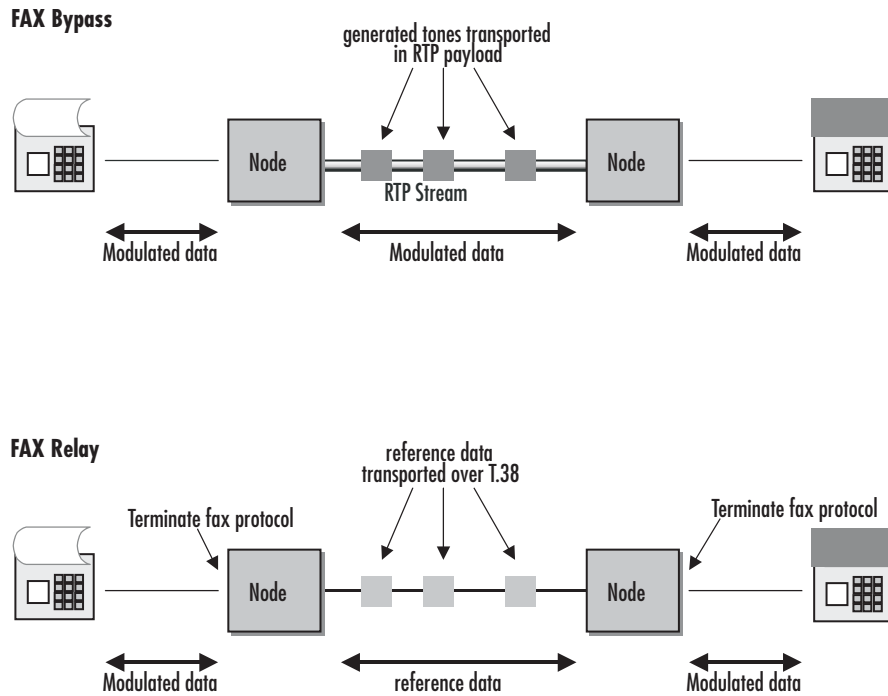 FAX Bypass
generated tones transported
in RTP payload
Node
Node
RTP Stream
Modulated data
Modulated data
Modulated data
FAX Relay
reference data
transported over T.38
Terminate fax protocol
Terminate fax protocol
Node
Node
Modulated data
reference data
Modulated data